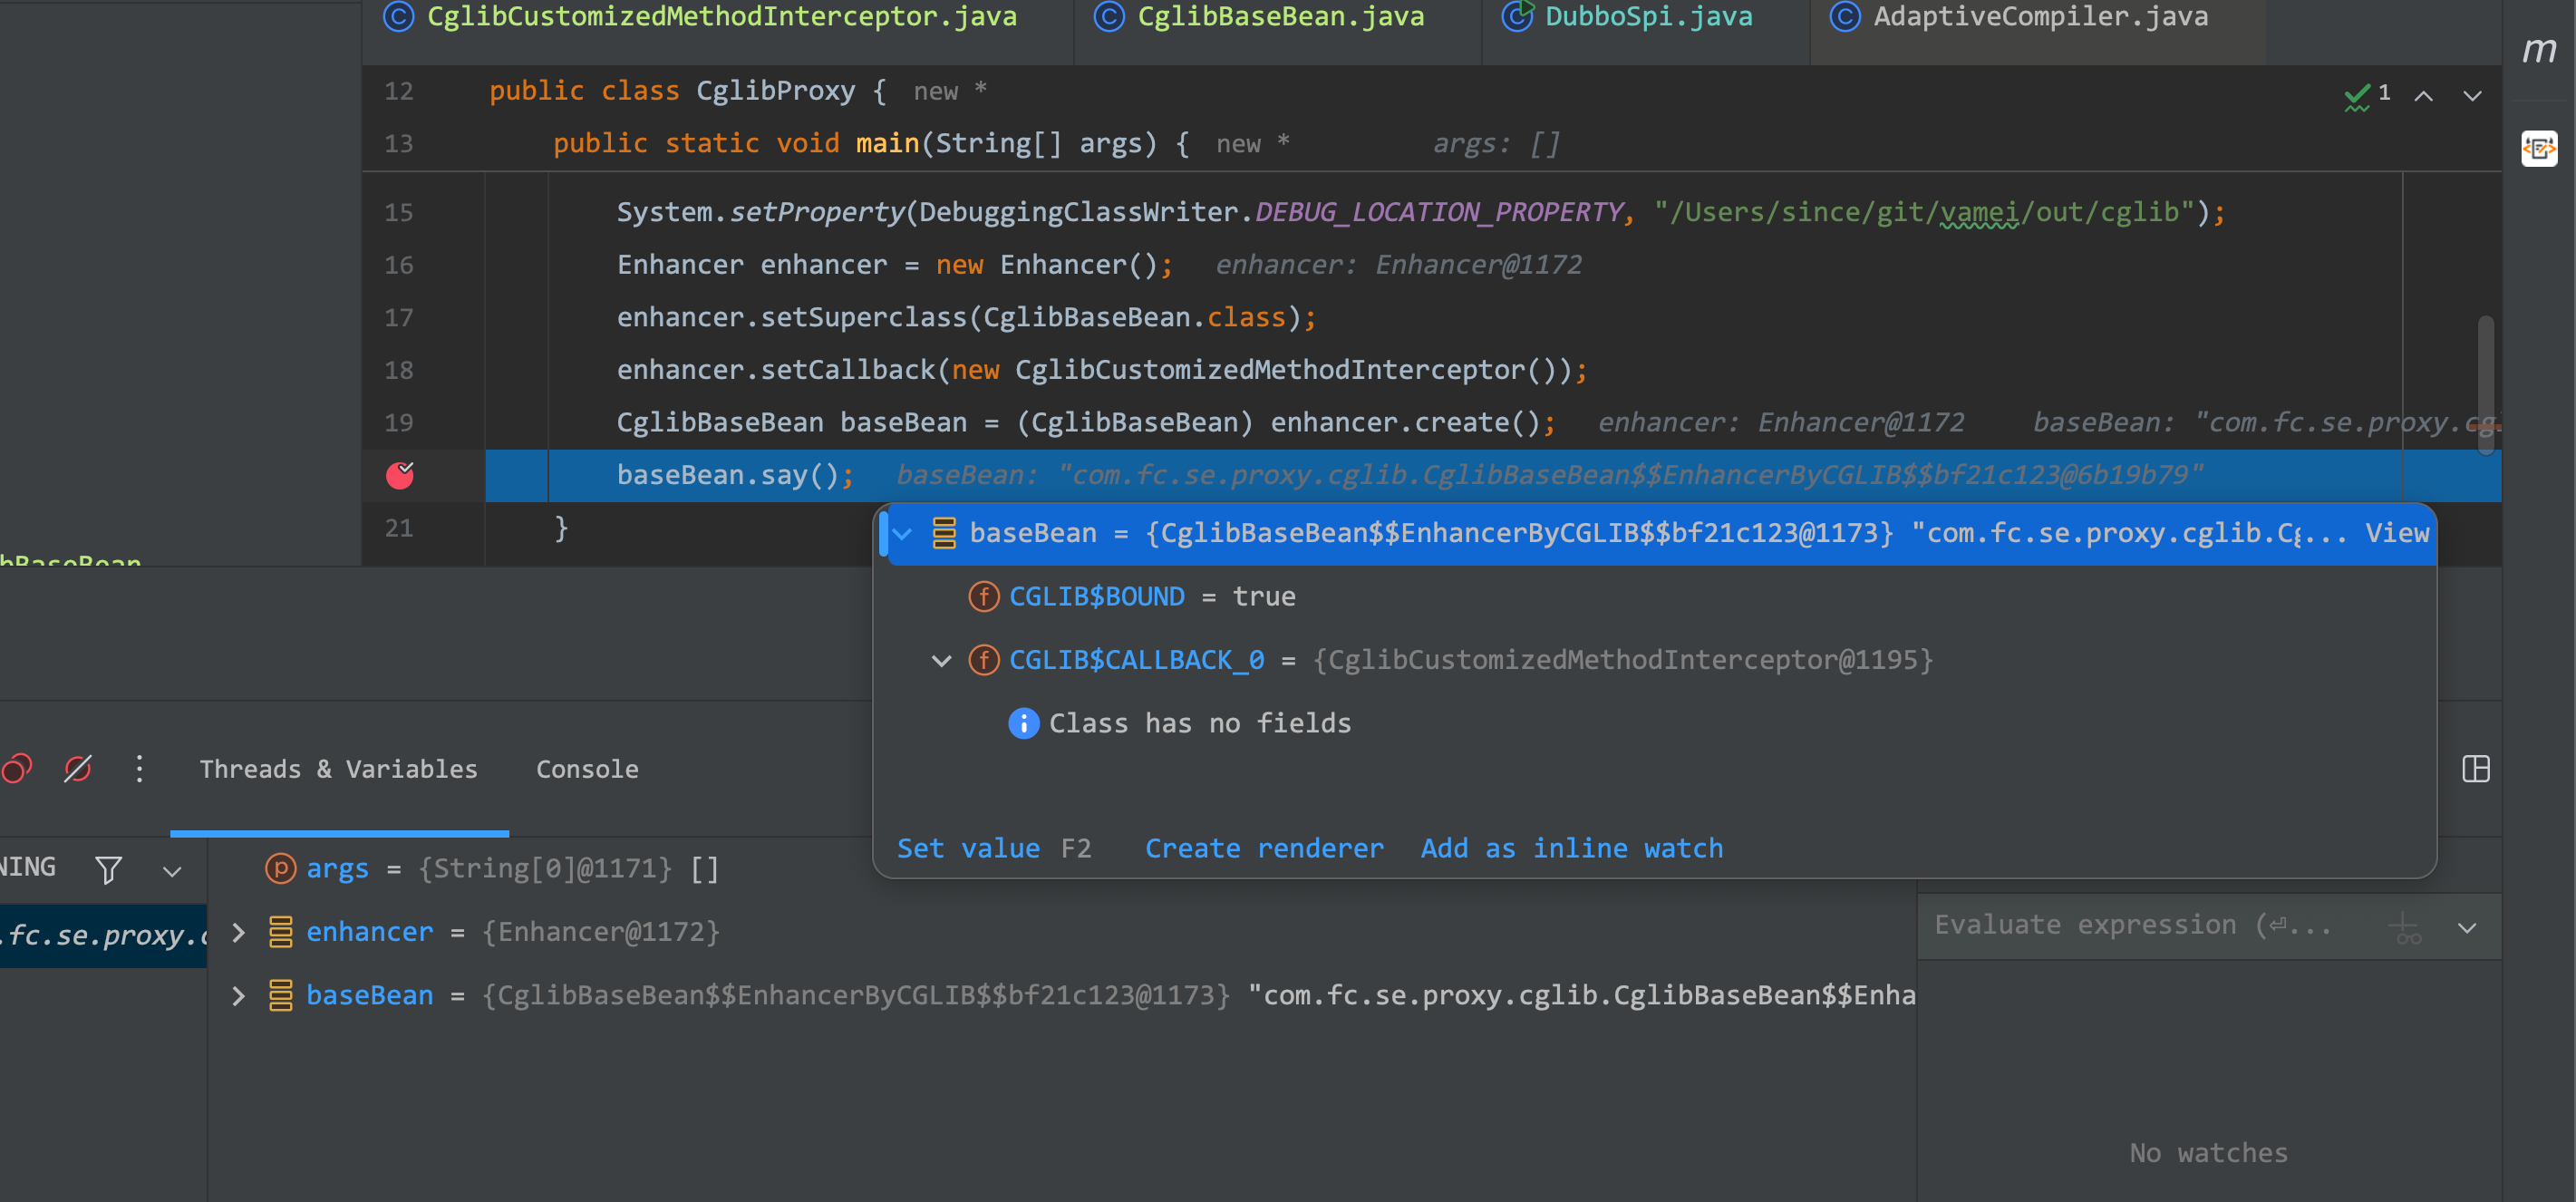 CglibCustomizedMethodInterceptor.java CglibBaseBean.java DubboSpi.java AdaptiveCompiler.java
12 public class CglibProxy { new *
1
13 public static void main(String[] args) { new * args: []
15 System.setProperty(DebuggingClassWriter.DEBUG_LOCATION_PROPERTY, "/Users/since/git/vamei/out/cglib");
16 Enhancer enhancer = new Enhancer(); enhancer: Enhancer@1172
17 enhancer.setSuperclass(CglibBaseBean.class);
18 enhancer.setCallback(new CglibCustomizedMethodInterceptor());
19 CglibBaseBean baseBean = (CglibBaseBean) enhancer.create(); enhancer: Enhancer@1172 baseBean: "com.fc.se.proxy.cgl
baseBean.say(); baseBean: "com.fc.se.proxy.cglib.CglibBaseBean$$EnhancerByCGLIB$$bf21c123@6b19b79"
21 }
baseBean = {CglibBaseBean$$EnhancerByCGLIB$$bf21c123@1173} "com.fc.se.proxy.cglib.Cg... View
bBaseBean
CGLIB$BOUND = true
CGLIB$CALLBACK_0 = {CglibCustomizedMethodInterceptor@1195}
Class has no fields
Set value F2 Create renderer Add as inline watch
Threads & Variables Console
NING
args = {String[0]@1171} []
.fc.se.proxy.c
enhancer = {Enhancer@1172}
baseBean = {CglibBaseBean$$EnhancerByCGLIB$$bf21c123@1173} "com.fc.se.proxy.cglib.CglibBaseBean$$Enha
Evaluate expression (⏎...
No watches
m